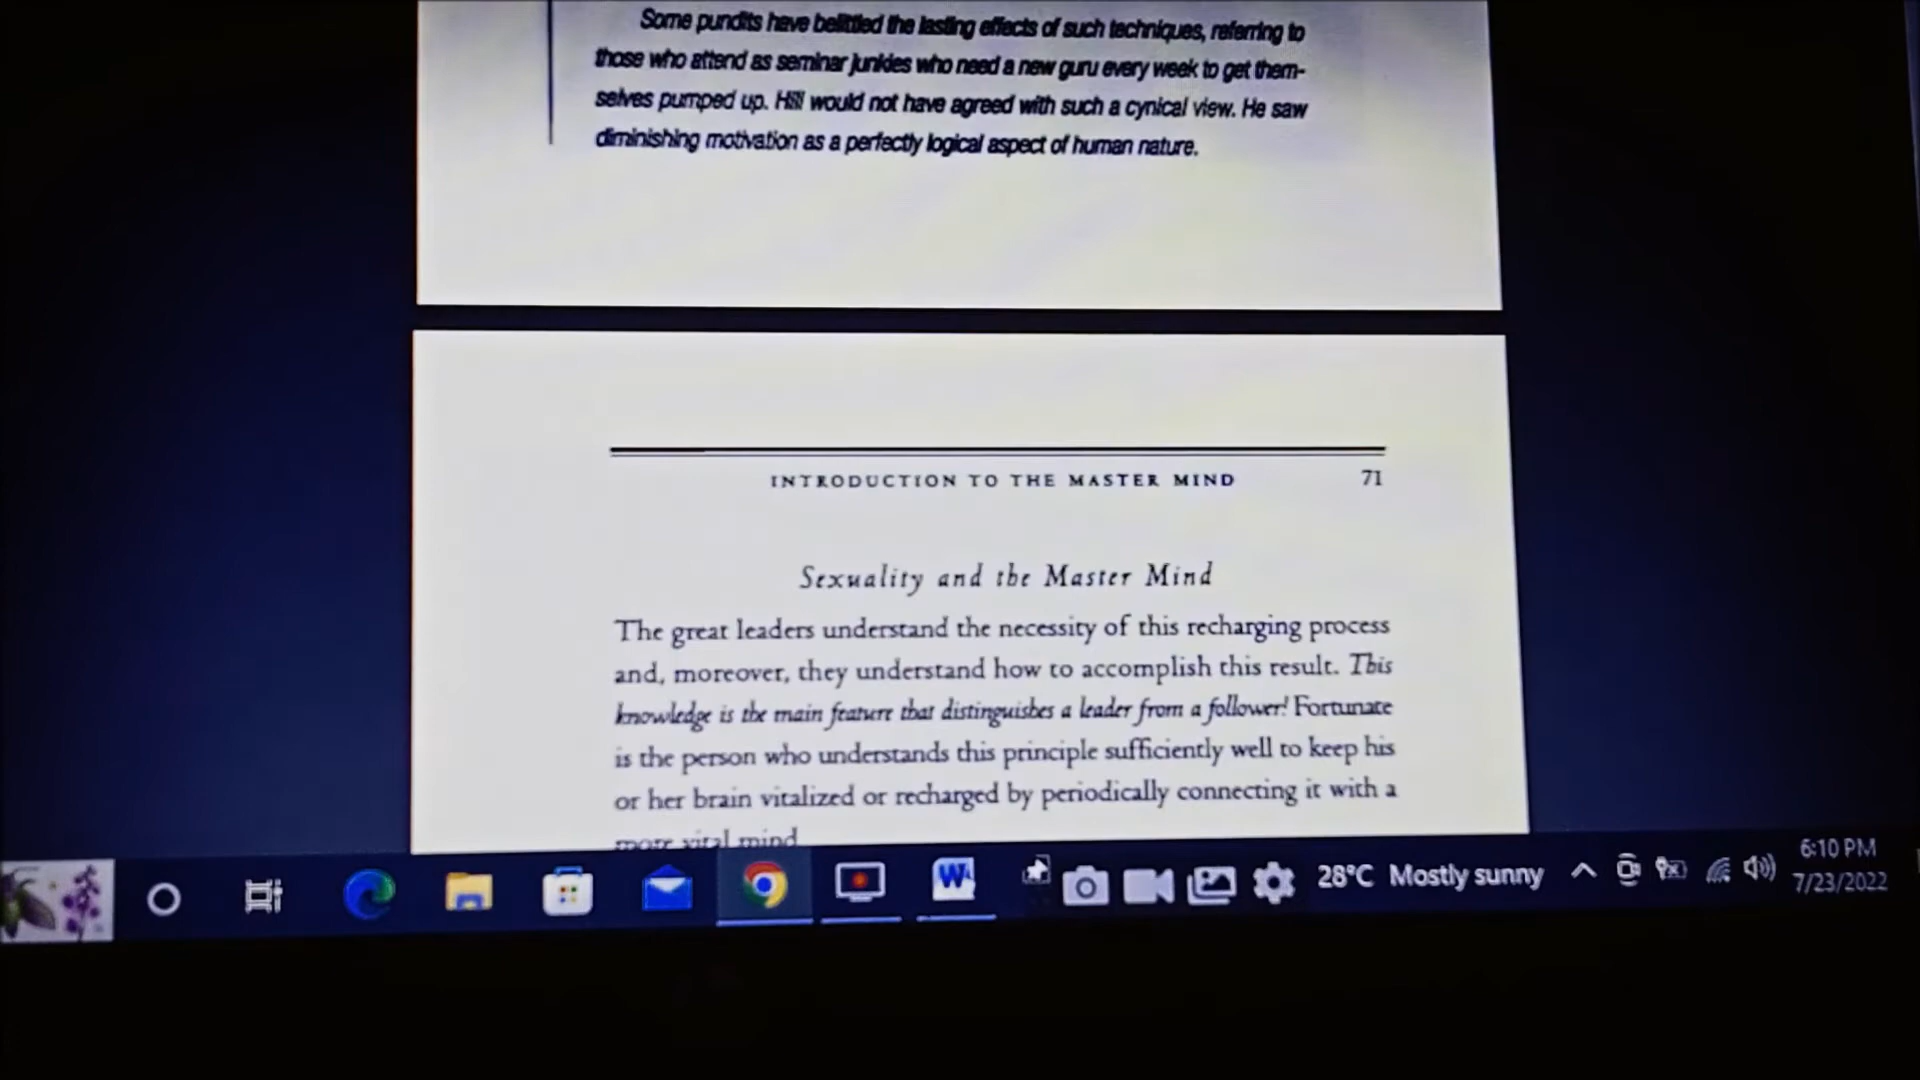 Some pundits have belittled the lasting effects of such techniques, referring to
those who attend as seminar junkies who need a new guru every week to get them-
selves pumped up. Hill would not have agreed with such a cynical view. He saw
diminishing motivation as a perfectly logical aspect of human nature.
INTRODUCTION TO THE MASTER MIND 71
Sexuality and the Master Mind
The great leaders understand the necessity of this recharging process
and, moreover, they understand how to accomplish this result. This
knowledge is the main feature that distinguishes a leader from a follower! Fortunate
is the person who understands this principle sufficiently well to keep his
or her brain vitalized or recharged by periodically connecting it with a
more vital mind
W
28°C Mostly sunny
6:10 PM
7/23/2022